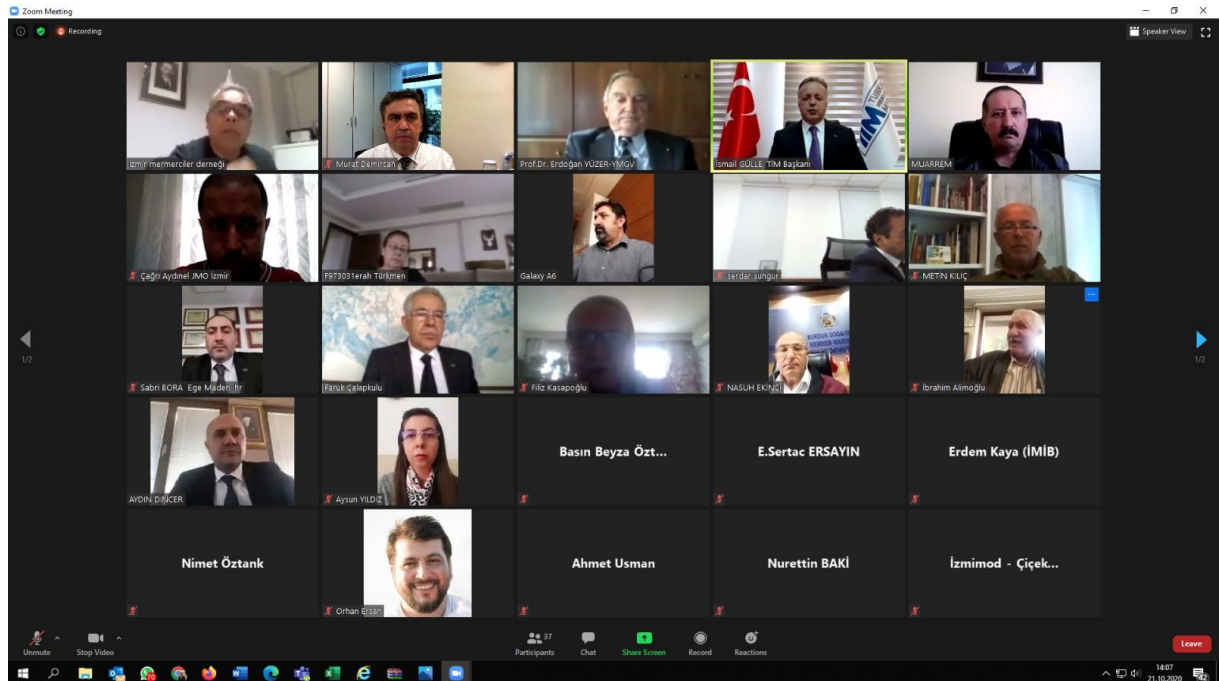 Zoom Meeting
Recording
Speaker View
izmir mermerciler derneği
Murat Demircan
Prof.Dr. Erdoğan YÜZER-YMGV
İsmail GÜLLE TİM Başkanı
MUARREM
Çağrı Aydınel JMO İzmir
F973031erah Türkmen
Galaxy A6
serdar sungur
METİN KILIÇ
Sabri BORA Ege Maden İhr.
Faruk Çalapkulu
Filiz Kasapoğlu
NASUH EKİNCİ
İbrahim Alimoğlu
1/2
1/2
AYDIN DİNÇER
Aysun YILDIZ
Basın Beyza Özt...
E.Sertac ERSAYIN
Erdem Kaya (İMİB)
Nimet Öztank
Orhan Ersan
Ahmet Usman
Nurettin BAKİ
İzmimod - Çiçek...
Unmute
Stop Video
37
Participants
Chat
Share Screen
Record
Reactions
Leave
14:07
21.10.2020